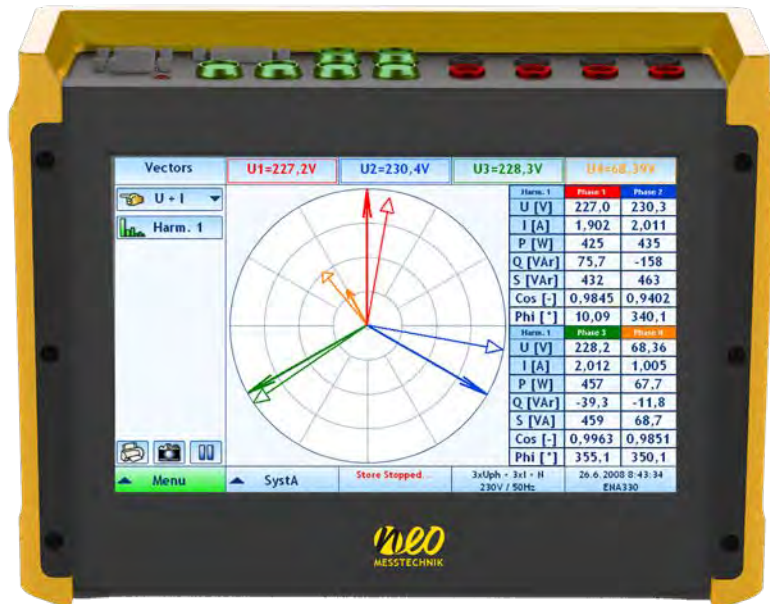 Vectors U1=227,2V U2=230,4V U3=228,3V U4=68,39V
U + I
Harm. 1
Harm. 1 Phase 1 Phase 2
U [V] 227,0 230,3
I [A] 1,902 2,011
P [W] 425 435
Q [VAr] 75,7 -158
S [VAr] 432 463
Cos [-] 0,9845 0,9402
Phi [°] 10,09 340,1
Harm. 1 Phase 3 Phase N
U [V] 228,2 68,36
I [A] 2,012 1,005
P [W] 457 67,7
Q [VAr] -39,3 -11,8
S [VA] 459 68,7
Cos [-] 0,9963 0,9851
Phi [°] 355,1 350,1
Menu SystA Store Stopped... 3xUph + 3xI + N 26.6.2008 8:43:34
230V / 50Hz ENA330
neo
MESSTECHNIK